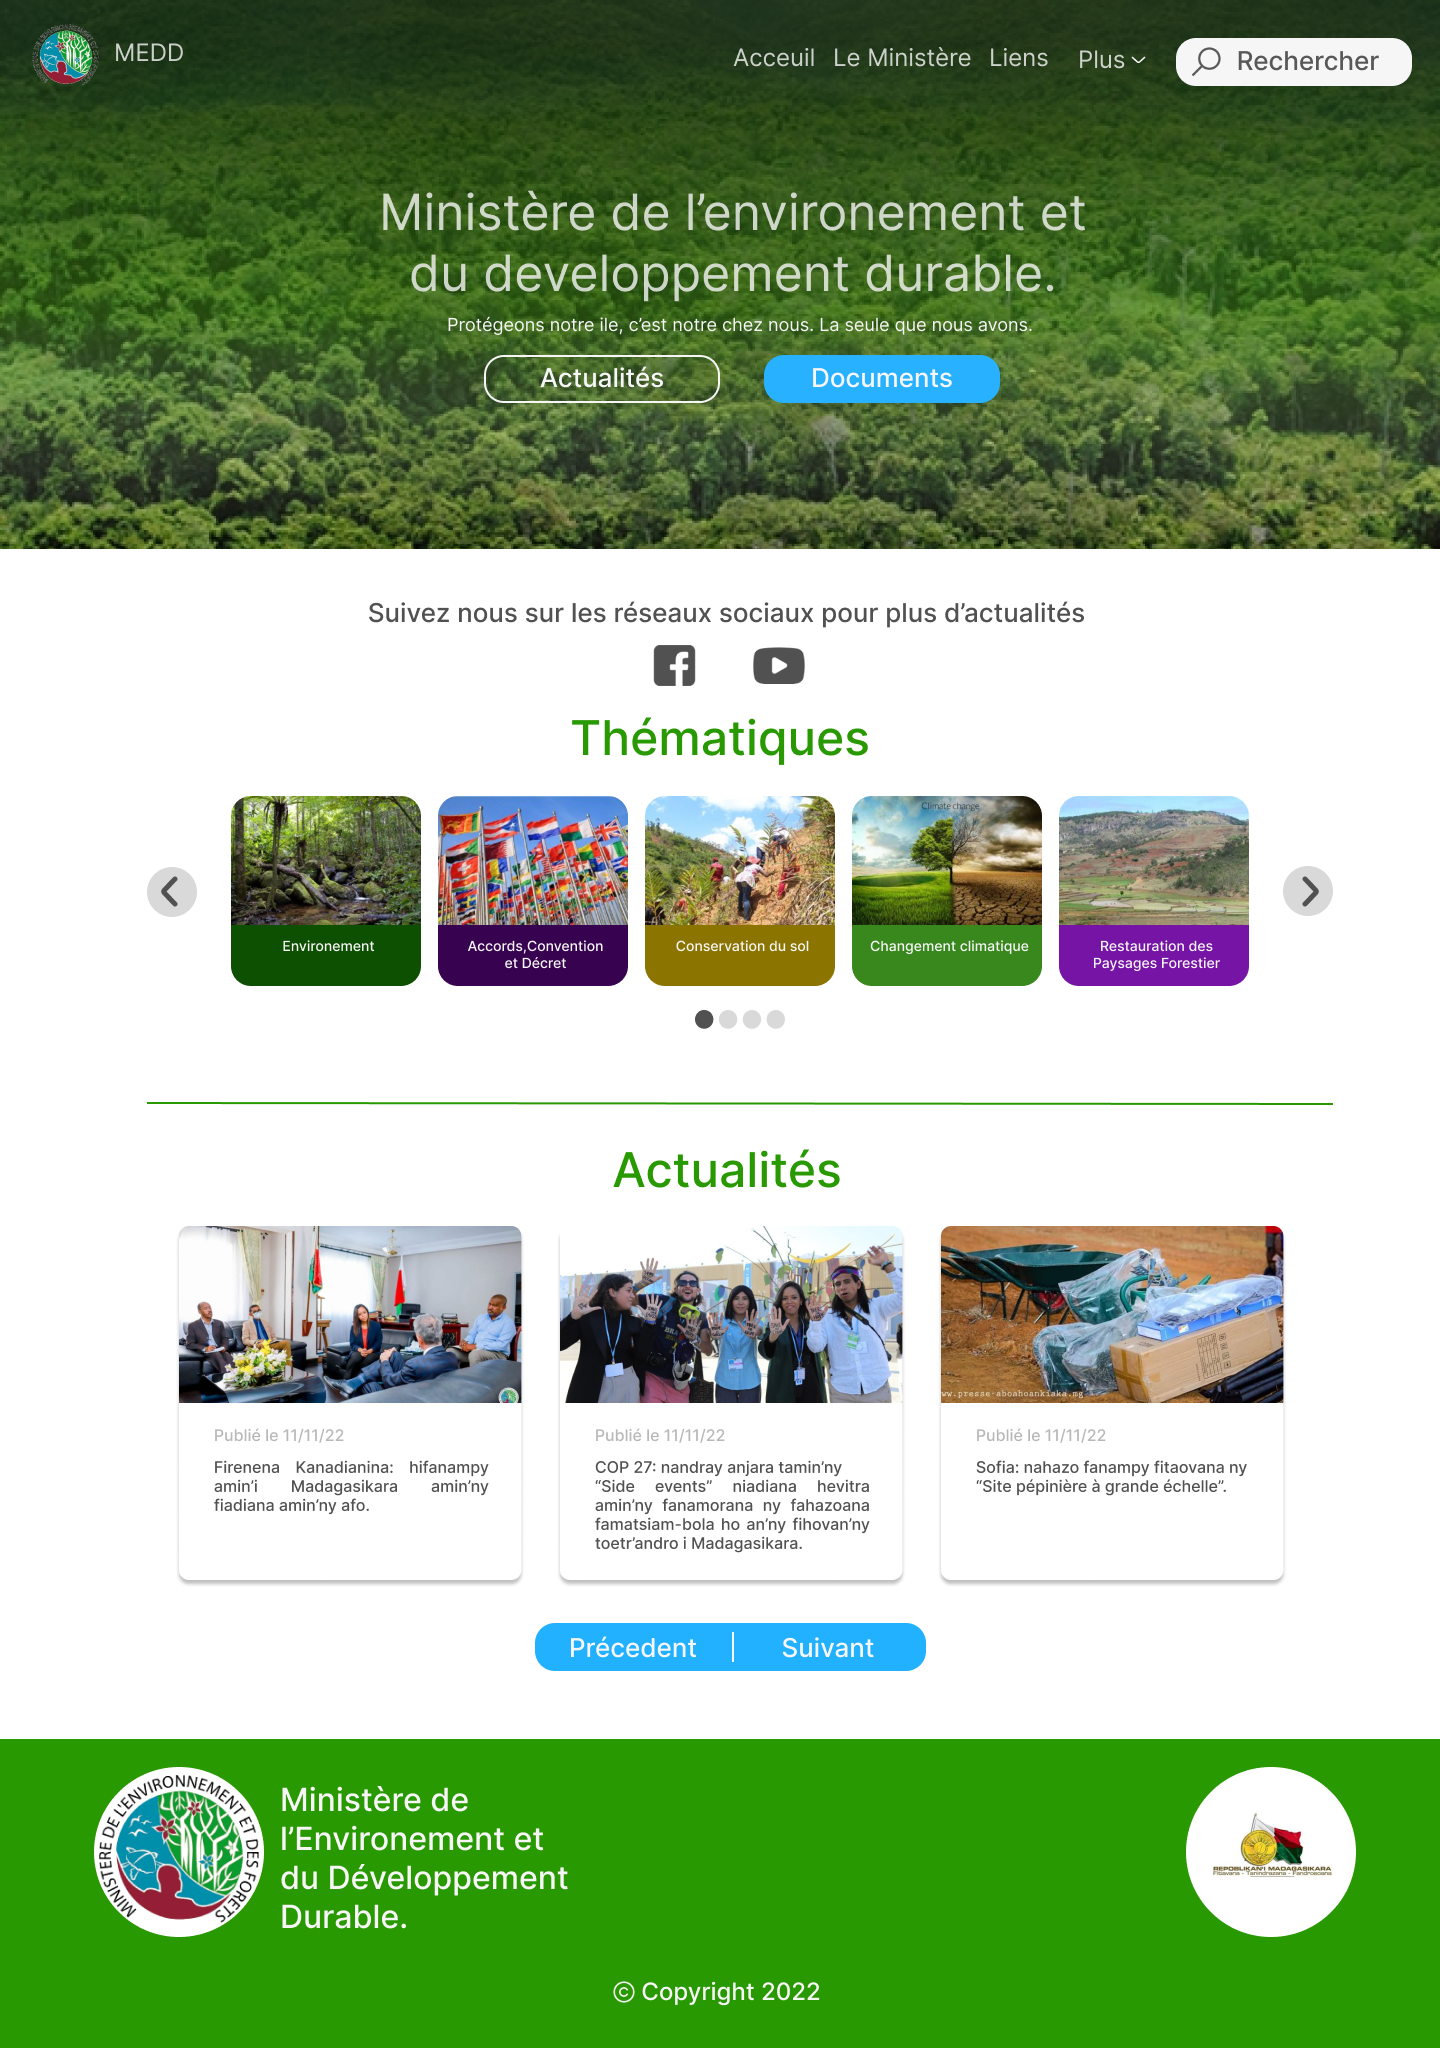 MEDD
Acceuil Le Ministère Liens Plus
Rechercher
Ministère de l’environement et
du developpement durable.
Protégeons notre ile, c’est notre chez nous. La seule que nous avons.
Actualités
Documents
Suivez nous sur les réseaux sociaux pour plus d’actualités
Thématiques
Climate change
Environement
Accords,Convention
et Décret
Conservation du sol
Changement climatique
Restauration des
Paysages Forestier
Actualités
ww.presse-aboahoankiaka.mg
Publié le 11/11/22
Firenena Kanadianina: hifanampy
amin’i Madagasikara amin’ny
fiadiana amin’ny afo.
Publié le 11/11/22
COP 27: nandray anjara tamin’ny
“Side events” niadiana hevitra
amin’ny fanamorana ny fahazoana
famatsiam-bola ho an’ny fihovan’ny
toetr’andro i Madagasikara.
Publié le 11/11/22
Sofia: nahazo fanampy fitaovana ny
“Site pépinière à grande échelle”.
Précedent
Suivant
MINISTÈRE DE L'ENVIRONNEMENT ET DES FORETS
Ministère de
l’Environement et
du Développement
Durable.
REPOBLIKAN'I MADAGASIKARA
Fitiavana - Tanindrazana - Fandrosoana
© Copyright 2022